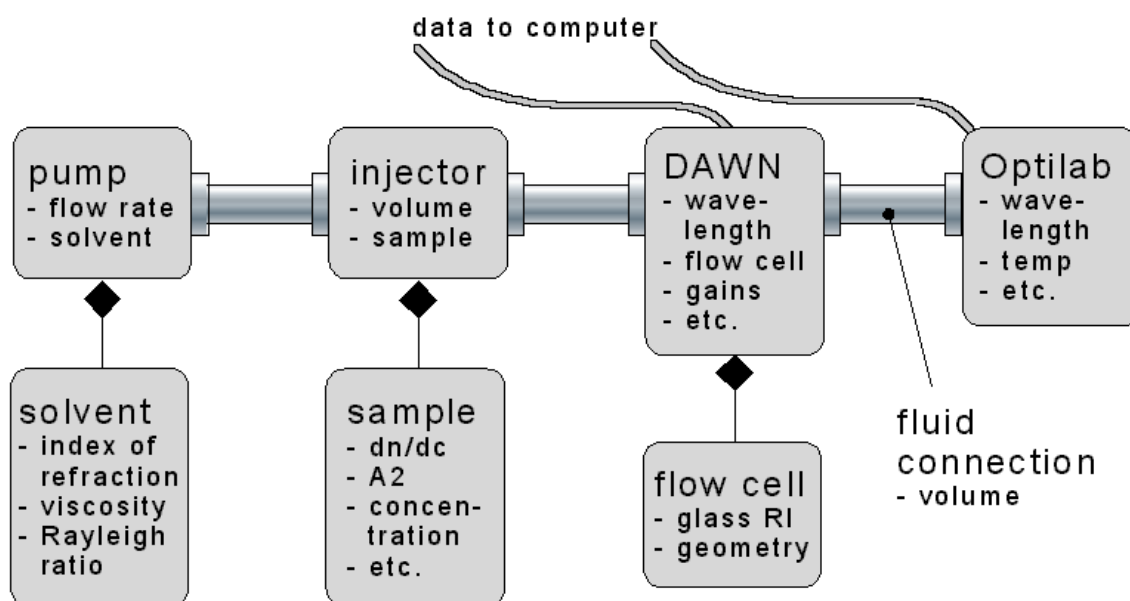 data to computer
pump
- flow rate
- solvent
injector
- volume
- sample
DAWN
- wave-
length
- flow cell
- gains
- etc.
Optilab
- wave-
length
- temp
- etc.
solvent
- index of
refraction
- viscosity
- Rayleigh
ratio
sample
- dn/dc
- A2
- concen-
tration
- etc.
flow cell
- glass RI
- geometry
fluid
connection
- volume